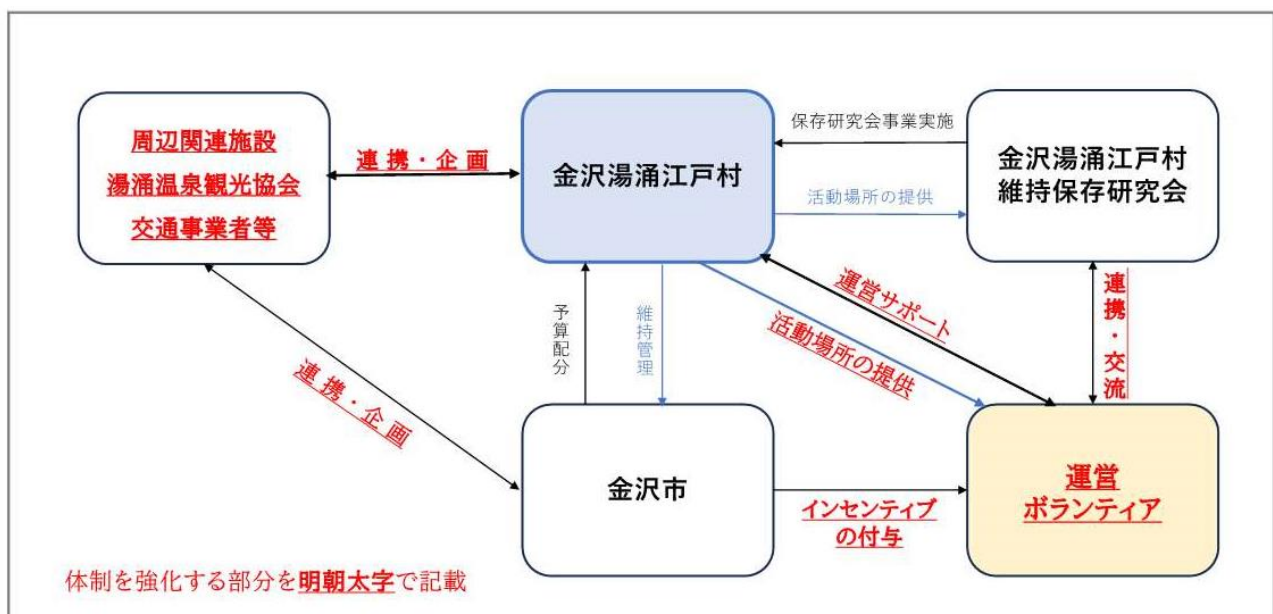 周辺関連施設
湯涌温泉観光協会
交通事業者等
連携・企画
金沢湯涌江戸村
保存研究会事業実施
活動場所の提供
金沢湯涌江戸村
維持保存研究会
予算配分
維持管理
運営サポート
活動場所の提供
連携・交流
連携・企画
金沢市
インセンティブ
の付与
運営
ボランティア
体制を強化する部分を明朝太字で記載